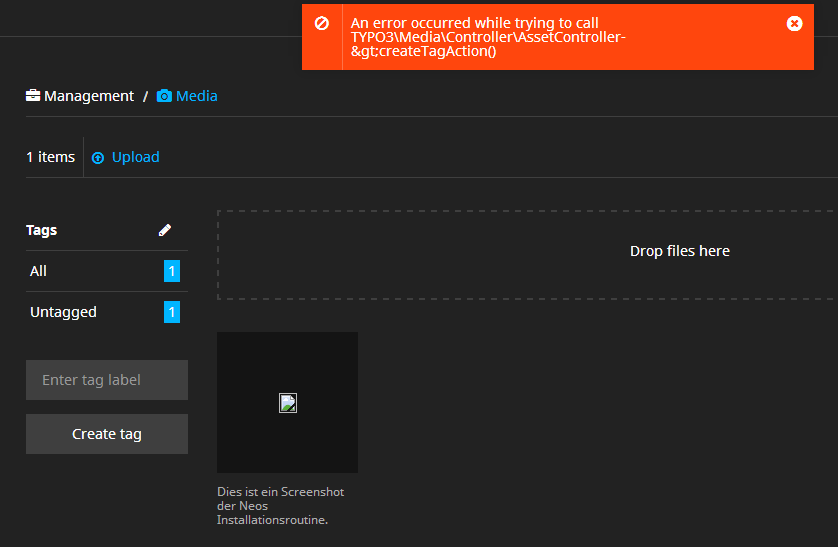 An error occurred while trying to call
TYPO3\Media\Controller\AssetController-
&gt;createTagAction()
Management / Media
1 items Upload
Tags
All 1
Untagged 1
Enter tag label
Create tag
Drop files here
Dies ist ein Screenshot
der Neos
Installationsroutine.